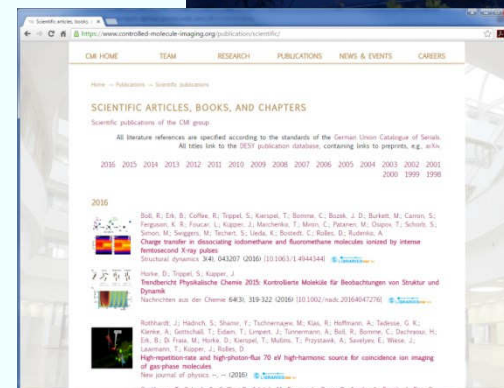 Scientific articles, books,
https://www.controlled-molecule-imaging.org/publication/scientific/
CMI HOME TEAM RESEARCH PUBLICATIONS NEWS & EVENTS CAREERS
Home → Publications → Scientific publications
SCIENTIFIC ARTICLES, BOOKS, AND CHAPTERS
Scientific publications of the CMI group
All literature references are specified according to the standards of the German Union Catalogue of Serials.
All titles link to the DESY publication database, containing links to preprints, e.g., arXiv.
2016 2015 2014 2013 2012 2011 2010 2009 2008 2007 2006 2005 2004 2003 2002 2001
2000 1999 1998
2016
Boll, R.; Erk, B.; Coffee, R.; Trippel, S.; Kierspel, T.; Bomme, C.; Bozek, J. D.; Burkett, M.; Carron, S.;
Ferguson, K. R.; Foucar, L.; Küpper, J.; Marchenko, T.; Miron, C.; Patanen, M.; Osipov, T.; Schorb, S.;
Simon, M.; Swiggers, M.; Techert, S.; Ueda, K.; Bostedt, C.; Rolles, D.; Rudenko, A.
Charge transfer in dissociating iodomethane and fluoromethane molecules ionized by intense
femtosecond X-ray pulses
Structural dynamics 3(4), 043207 (2016) [10.1063/1.4944344]
Horke, D.; Trippel, S.; Küpper, J.
Trendbericht Physikalische Chemie 2015: Kontrollierte Moleküle für Beobachtungen von Struktur und
Dynamik
Nachrichten aus der Chemie 64(3), 319-322 (2016)
Rothhardt, J.; Hädrich, S.; Shamir, Y.; Tschnernajew, M.; Klas, R.; Hoffmann, A.; Tadesse, G. K.;
Klenke, A.; Gottschall, T.; Eidam, T.; Limpert, J.; Tünnermann, A.; Boll, R.; Bomme, C.; Dachraoui, H.;
Erk, B.; Di Fraia, M.; Horke, D.; Kierspel, T.; Mullins, T.; Przystawik, A.; Savelyev, E.; Wiese, J.;
Laarmann, T.; Küpper, J.; Rolles, D.
High-repetition-rate and high-photon-flux 70 eV high-harmonic source for coincidence ion imaging
of gas-phase molecules
New journal of physics –, – (2016)